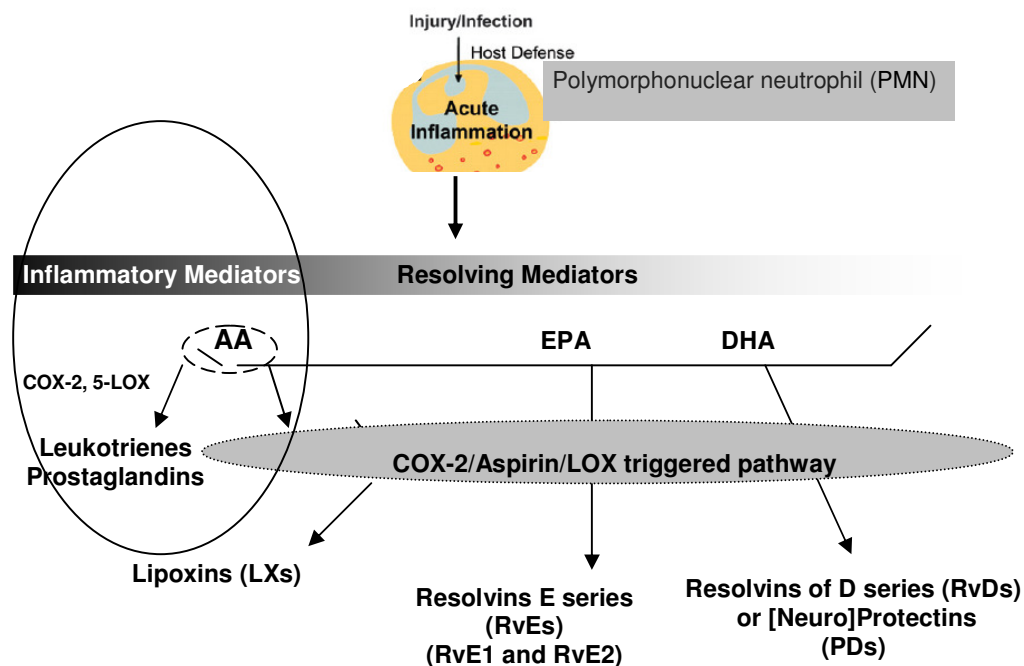 Injury/Infection
Host Defense
Polymorphonuclear neutrophil (PMN)
Acute
Inflammation
Inflammatory Mediators
Resolving Mediators
AA
EPA
DHA
COX-2, 5-LOX
Leukotrienes
Prostaglandins
COX-2/Aspirin/LOX triggered pathway
Lipoxins (LXs)
Resolvins E series
(RvEs)
(RvE1 and RvE2)
Resolvins of D series (RvDs)
or [Neuro]Protectins
(PDs)